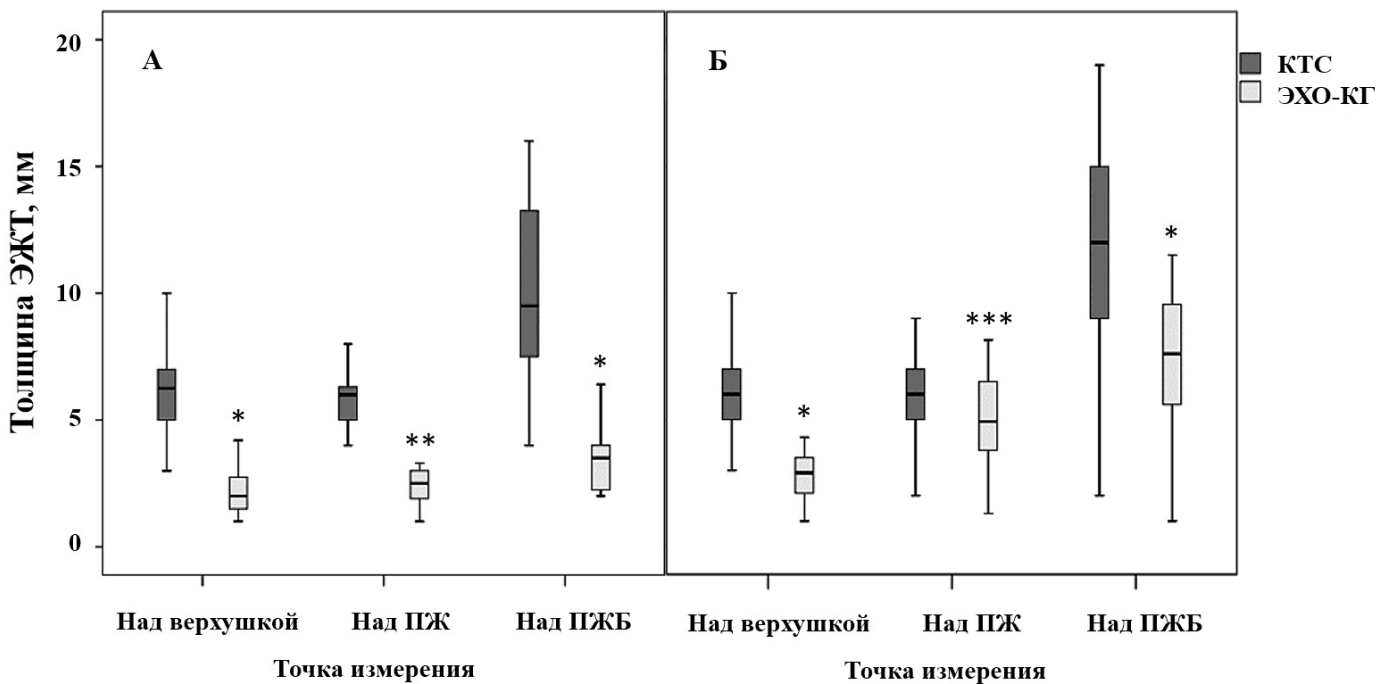 А
Б
КТС
ЭХО-КГ
Толщина ЭЖТ, мм
20
15
10
5
0
*
**
*
*
***
*
Над верхушкой
Над ПЖ
Над ПЖБ
Над верхушкой
Над ПЖ
Над ПЖБ
Точка измерения
Точка измерения